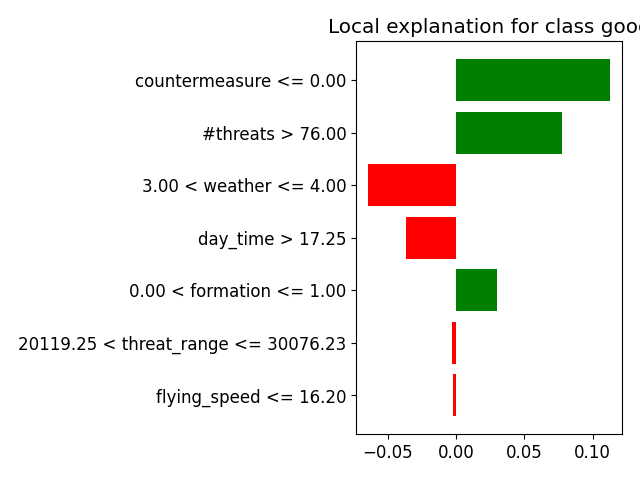 Local explanation for class good
countermeasure <= 0.00
#threats > 76.00
3.00 < weather <= 4.00
day_time > 17.25
0.00 < formation <= 1.00
20119.25 < threat_range <= 30076.23
flying_speed <= 16.20
−0.05 0.00 0.05 0.10